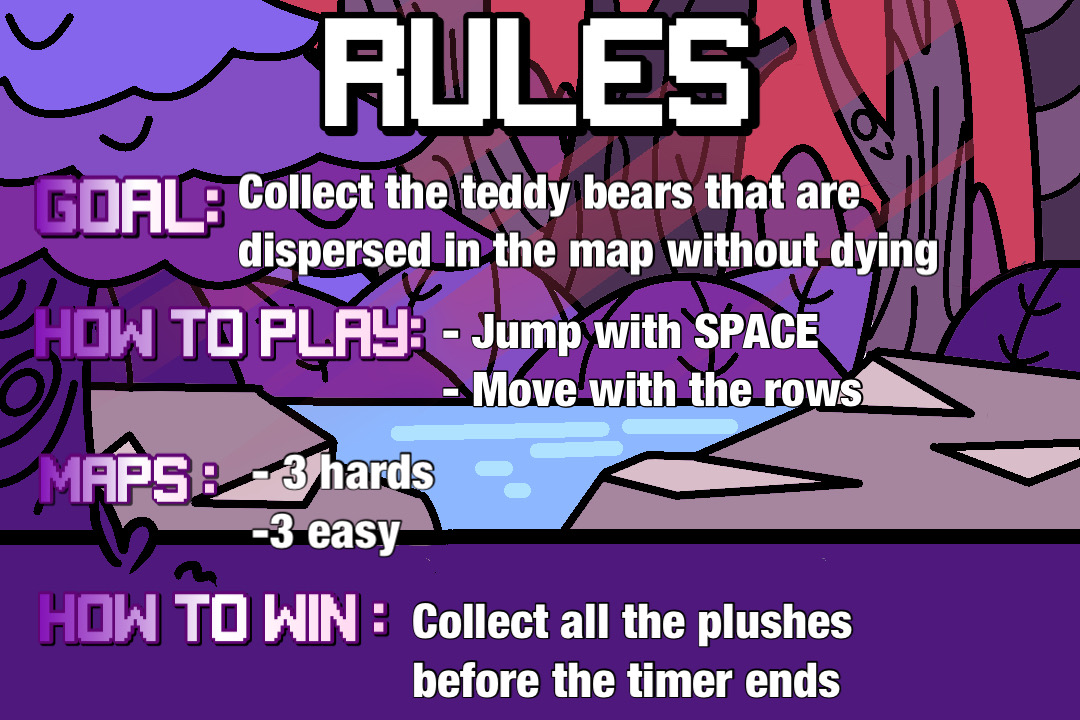 RULES
GOAL: Collect the teddy bears that are
dispersed in the map without dying
HOW TO PLAY: - Jump with SPACE
- Move with the rows
MAPS : - 3 hards
-3 easy
HOW TO WIN : Collect all the plushes
before the timer ends